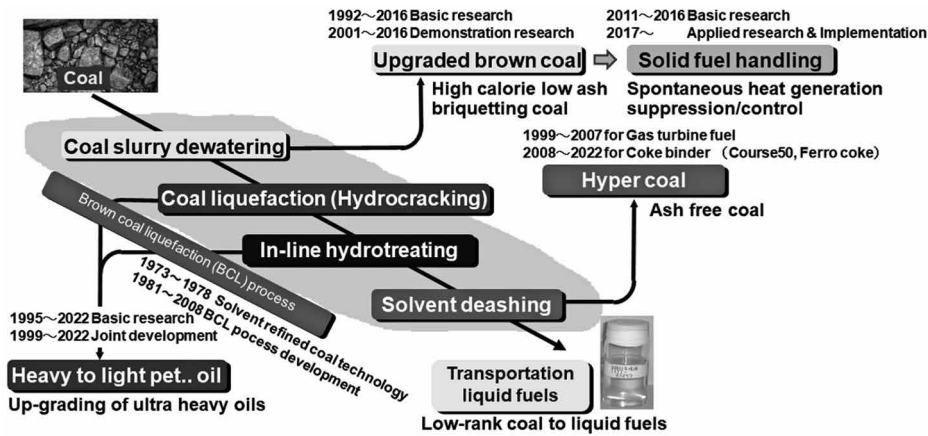 Coal
1992～2016 Basic research
2001～2016 Demonstration research
Upgraded brown coal
High calorie low ash
briquetting coal
2011～2016 Basic research
2017～ Applied research & Implementation
Solid fuel handling
Spontaneous heat generation
suppression/control
Coal slurry dewatering
1999～2007 for Gas turbine fuel
2008～2022 for Coke binder （Course50, Ferro coke）
Hyper coal
Ash free coal
Coal liquefaction (Hydrocracking)
In-line hydrotreating
Solvent deashing
Brown coal liquefaction (BCL) process
1973～1978 Solvent refined coal technology
1981～2008 BCL pocess development
1995～2022 Basic research
1999～2022 Joint development
Heavy to light pet.. oil
Up-grading of ultra heavy oils
Transportation
liquid fuels
Low-rank coal to liquid fuels